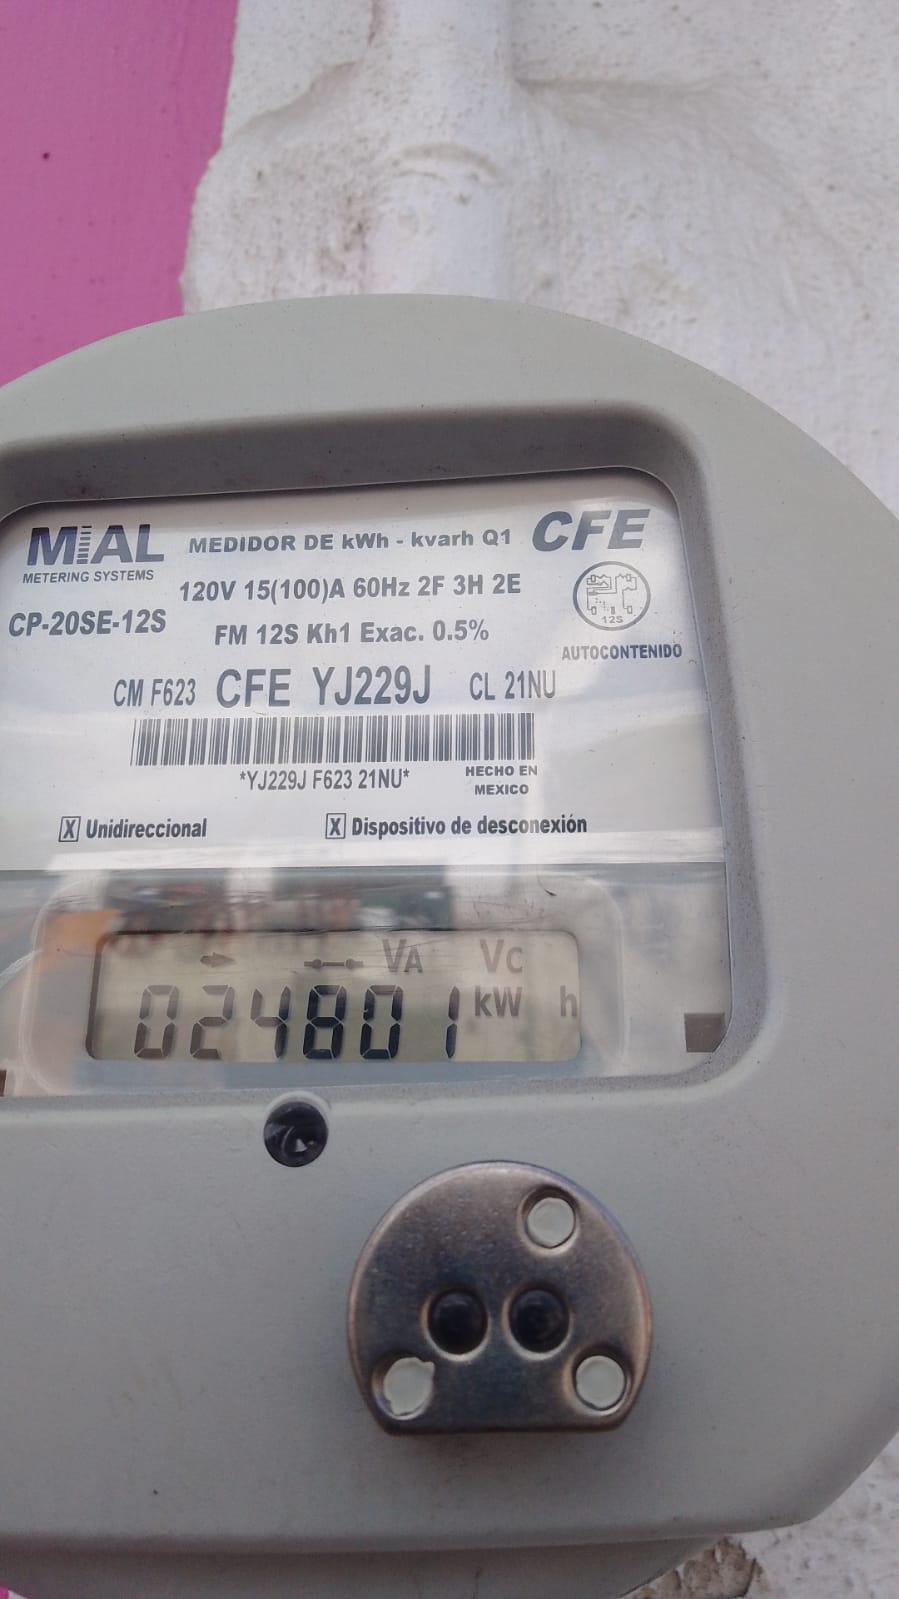 MIAL
METERING SYSTEMS
MEDIDOR DE kWh - kvarh Q1
CFE
120V 15(100)A 60Hz 2F 3H 2E
CP-20SE-12S
FM 12S Kh1 Exac. 0.5%
12S
AUTOCONTENIDO
CM F623 CFE YJ229J CL 21NU
*YJ229J F623 21NU*
HECHO EN
MEXICO
X Unidireccional
X Dispositivo de desconexión
VA VC
024801 kW h